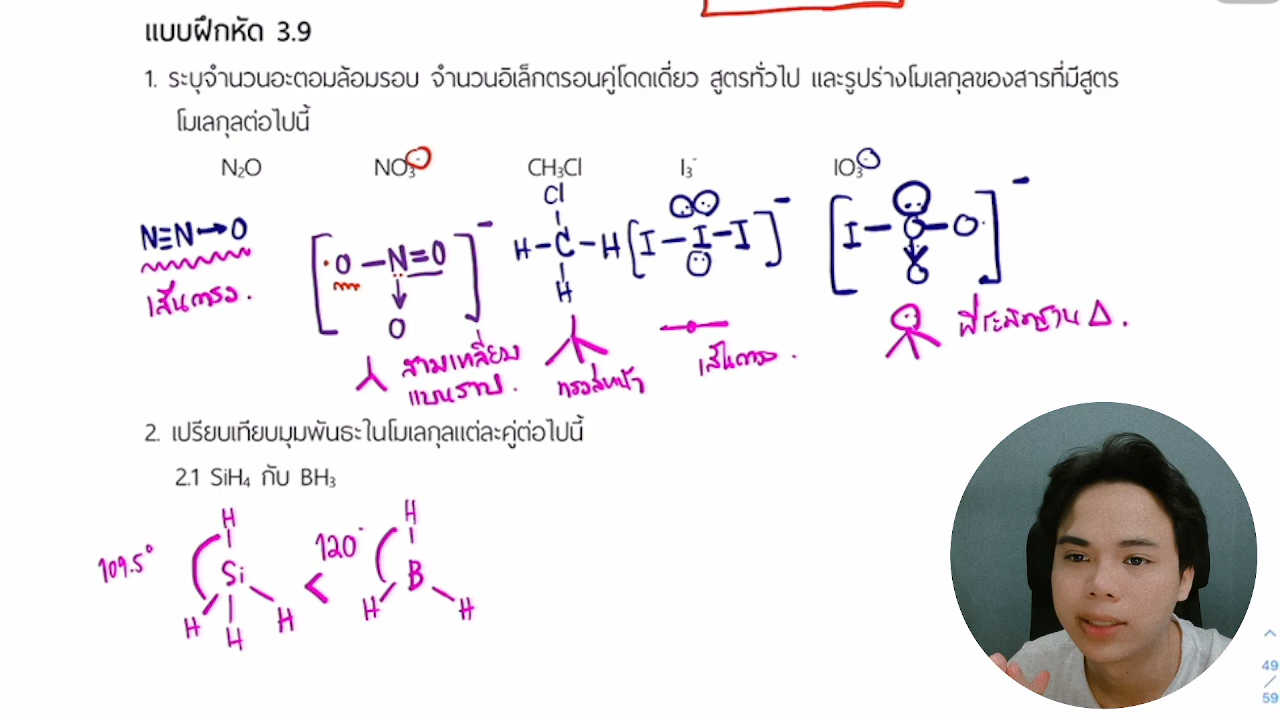 แบบฝึกหัด 3.9
1. ระบุจำนวนอะตอมล้อมรอบ จำนวนอิเล็กตรอนคู่โดดเดี่ยว สูตรทั่วไป และรูปร่างโมเลกุลของสารที่มีสูตร
โมเลกุลต่อไปนี้
N₂O NO₃⁻ CH₃Cl I₃⁻ IO₃⁻
N≡N→O
เส้นตรง.
[O–N=O]⁻
O
สามเหลี่ยม
แบนราบ.
Cl
H–C–H
H
ทรงสี่หน้า
[I–I–I]⁻
เส้นตรง.
[I–O–O]⁻
O
พีระมิดฐาน Δ.
2. เปรียบเทียบมุมพันธะในโมเลกุลแต่ละคู่ต่อไปนี้
2.1 SiH₄ กับ BH₃
109.5°
H
Si
H H H
<
120°
H
B
H H
49
/
59